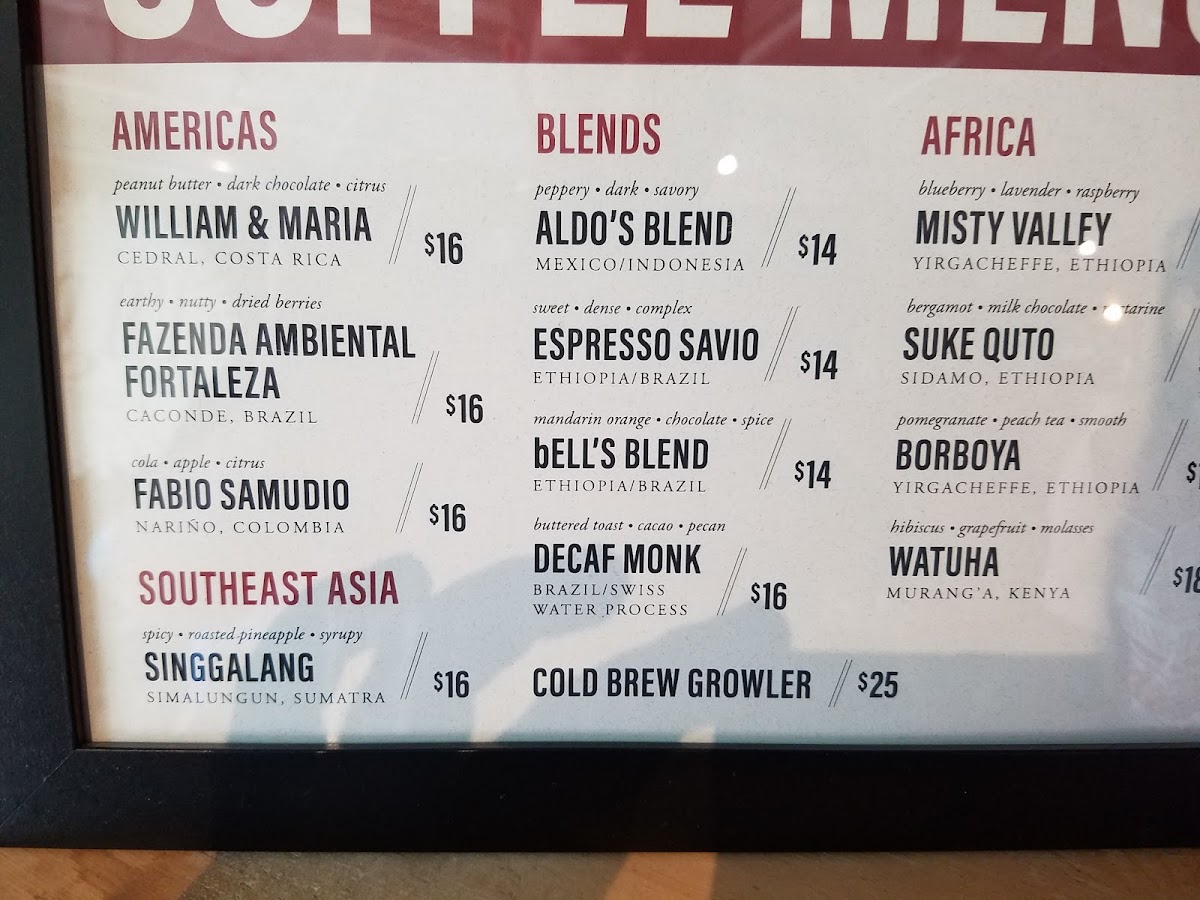 COFFEE MENU
AMERICAS
peanut butter • dark chocolate • citrus
WILLIAM & MARIA
CEDRAL, COSTA RICA
$16
earthy • nutty • dried berries
FAZENDA AMBIENTAL
FORTALEZA
CACONDE, BRAZIL
$16
cola • apple • citrus
FABIO SAMUDIO
NARIÑO, COLOMBIA
$16
SOUTHEAST ASIA
spicy • roasted pineapple • syrupy
SINGGALANG
SIMALUNGUN, SUMATRA
$16
BLENDS
peppery • dark • savory
ALDO'S BLEND
MEXICO/INDONESIA
$14
sweet • dense • complex
ESPRESSO SAVIO
ETHIOPIA/BRAZIL
$14
mandarin orange • chocolate • spice
bELL'S BLEND
ETHIOPIA/BRAZIL
$14
buttered toast • cacao • pecan
DECAF MONK
BRAZIL/SWISS
WATER PROCESS
$16
COLD BREW GROWLER $25
AFRICA
blueberry • lavender • raspberry
MISTY VALLEY
YIRGACHEFFE, ETHIOPIA
bergamot • milk chocolate •
SUKE QUTO
SIDAMO, ETHIOPIA
pomegranate • peach tea • smooth
BORBOYA
YIRGACHEFFE, ETHIOPIA
hibiscus • grapefruit • molasses
WATUHA
MURANG'A, KENYA
$18